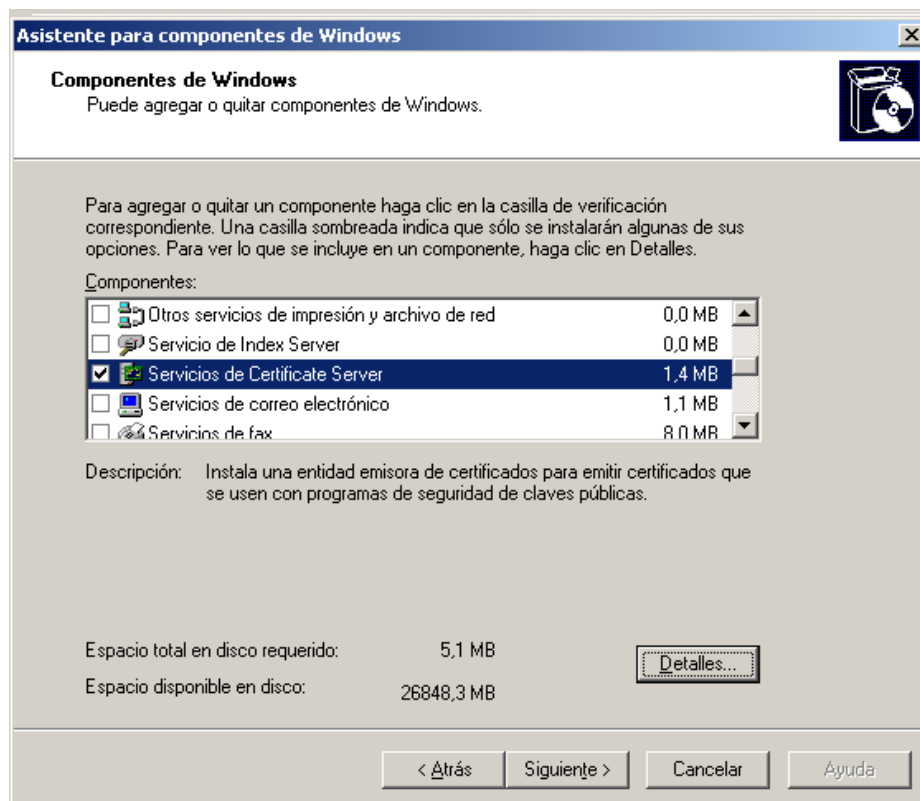 Asistente para componentes de Windows
Componentes de Windows
Puede agregar o quitar componentes de Windows.
Para agregar o quitar un componente haga clic en la casilla de verificación
correspondiente. Una casilla sombreada indica que sólo se instalarán algunas de sus
opciones. Para ver lo que se incluye en un componente, haga clic en Detalles.
Componentes:
Otros servicios de impresión y archivo de red 0,0 MB
Servicio de Index Server 0,0 MB
Servicios de Certificate Server 1,4 MB
Servicios de correo electrónico 1,1 MB
Servicios de fax 8,0 MB
Descripción: Instala una entidad emisora de certificados para emitir certificados que
se usen con programas de seguridad de claves públicas.
Espacio total en disco requerido: 5,1 MB
Detalles...
Espacio disponible en disco: 26848,3 MB
< Atrás Siguiente > Cancelar Ayuda